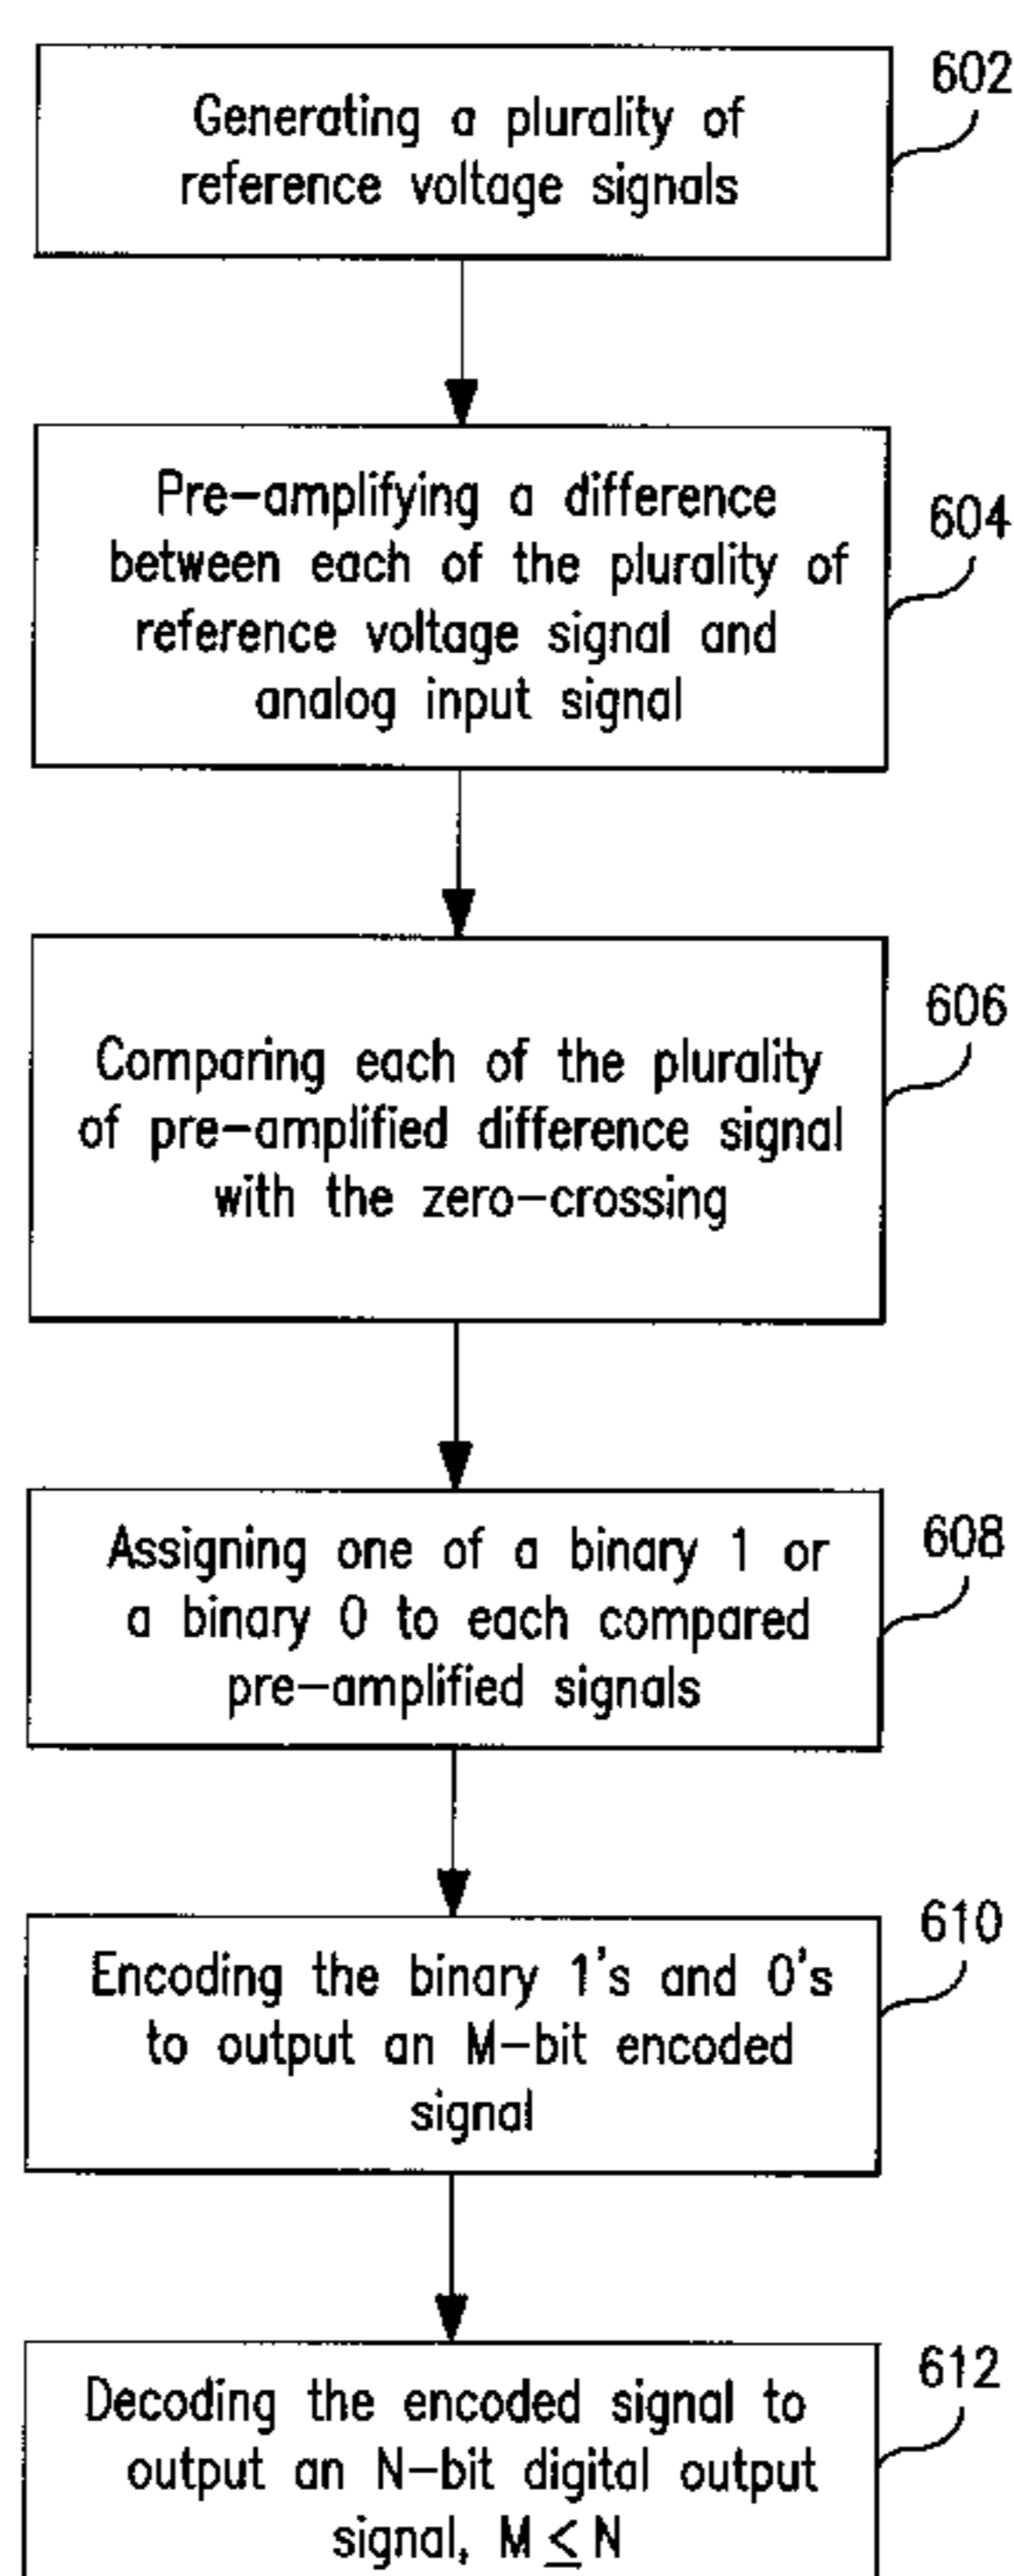 602
Generating a plurality of
reference voltage signals
604
Pre-amplifying a difference
between each of the plurality of
reference voltage signal and
analog input signal
606
Comparing each of the plurality
of pre-amplified difference signal
with the zero-crossing
608
Assigning one of a binary 1 or
a binary 0 to each compared
pre-amplified signals
610
Encoding the binary 1's and 0's
to output an M-bit encoded
signal
612
Decoding the encoded signal to
output an N-bit digital output
signal, M ≤ N